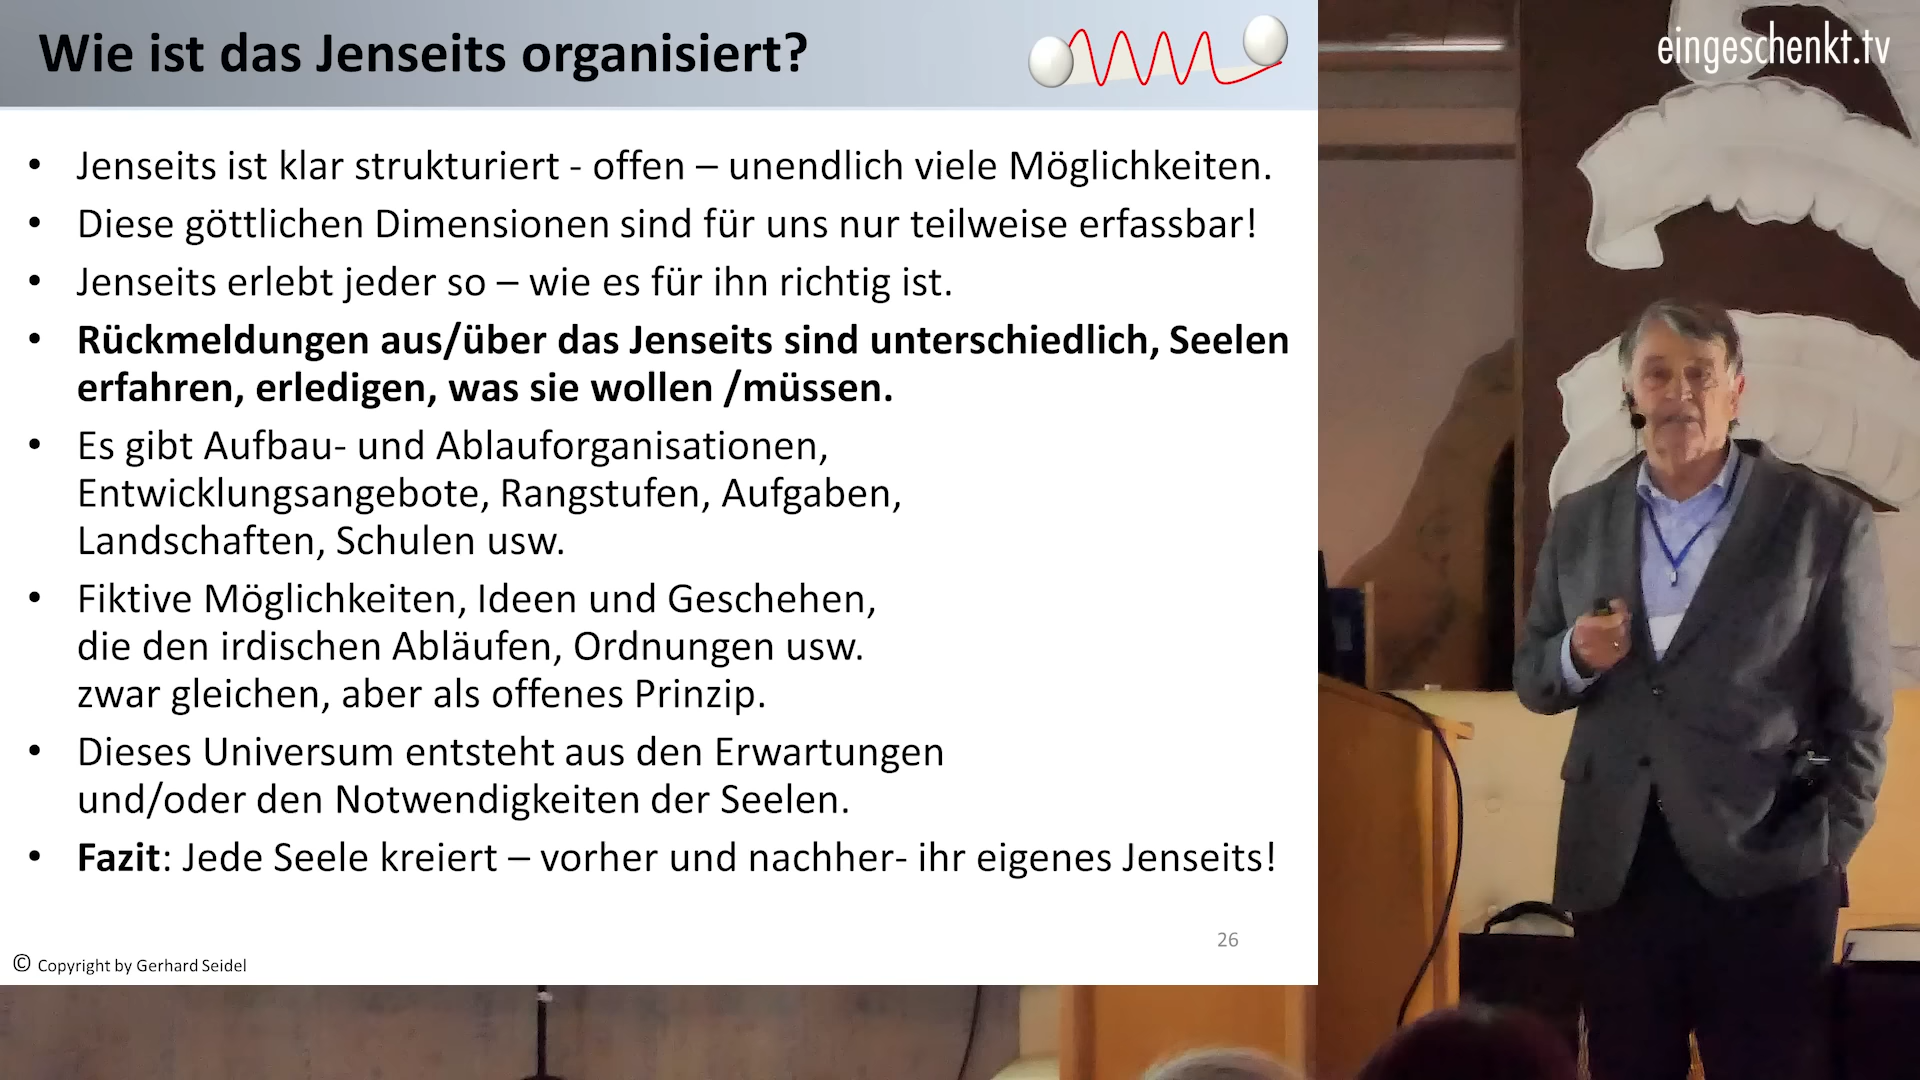 Wie ist das Jenseits organisiert?
eingeschenkt.tv
• Jenseits ist klar strukturiert - offen – unendlich viele Möglichkeiten.
• Diese göttlichen Dimensionen sind für uns nur teilweise erfassbar!
• Jenseits erlebt jeder so – wie es für ihn richtig ist.
• Rückmeldungen aus/über das Jenseits sind unterschiedlich, Seelen
erfahren, erledigen, was sie wollen /müssen.
• Es gibt Aufbau- und Ablauforganisationen,
Entwicklungsangebote, Rangstufen, Aufgaben,
Landschaften, Schulen usw.
• Fiktive Möglichkeiten, Ideen und Geschehen,
die den irdischen Abläufen, Ordnungen usw.
zwar gleichen, aber als offenes Prinzip.
• Dieses Universum entsteht aus den Erwartungen
und/oder den Notwendigkeiten der Seelen.
• Fazit: Jede Seele kreiert – vorher und nachher- ihr eigenes Jenseits!
26
© Copyright by Gerhard Seidel